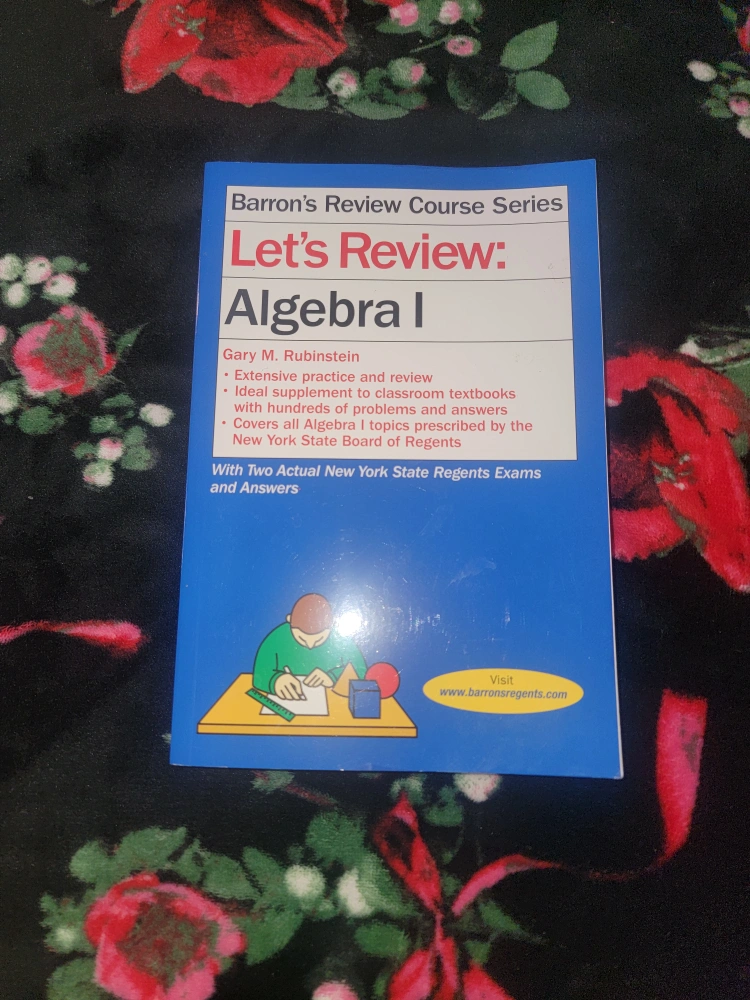 Barron's Review Course Series
Let's Review:
Algebra I
Gary M. Rubinstein
• Extensive practice and review
• Ideal supplement to classroom textbooks
with hundreds of problems and answers
• Covers all Algebra I topics prescribed by the
New York State Board of Regents
With Two Actual New York State Regents Exams
and Answers
Visit
www.barronsregents.com